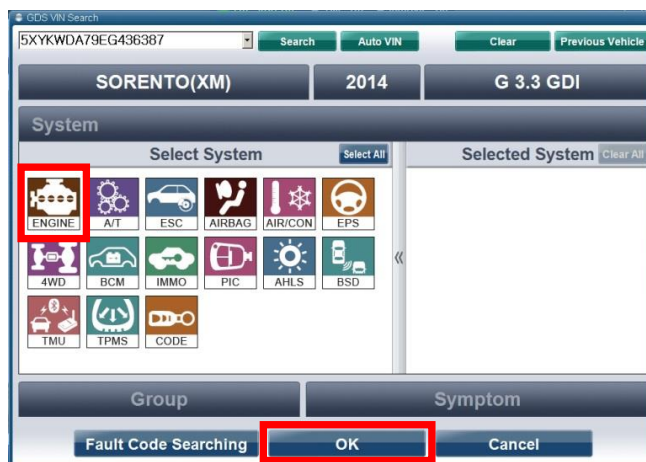 GDS VIN Search
5XYKWDA79EG436387 Search Auto VIN Clear Previous Vehicle
SORENTO(XM) 2014 G 3.3 GDI
System
Select System Select All Selected System Clear All
ENGINE A/T ESC AIRBAG AIR/CON EPS
4WD BCM IMMO PIC AHLS BSD
«
TMU TPMS CODE
Group Symptom
Fault Code Searching OK Cancel